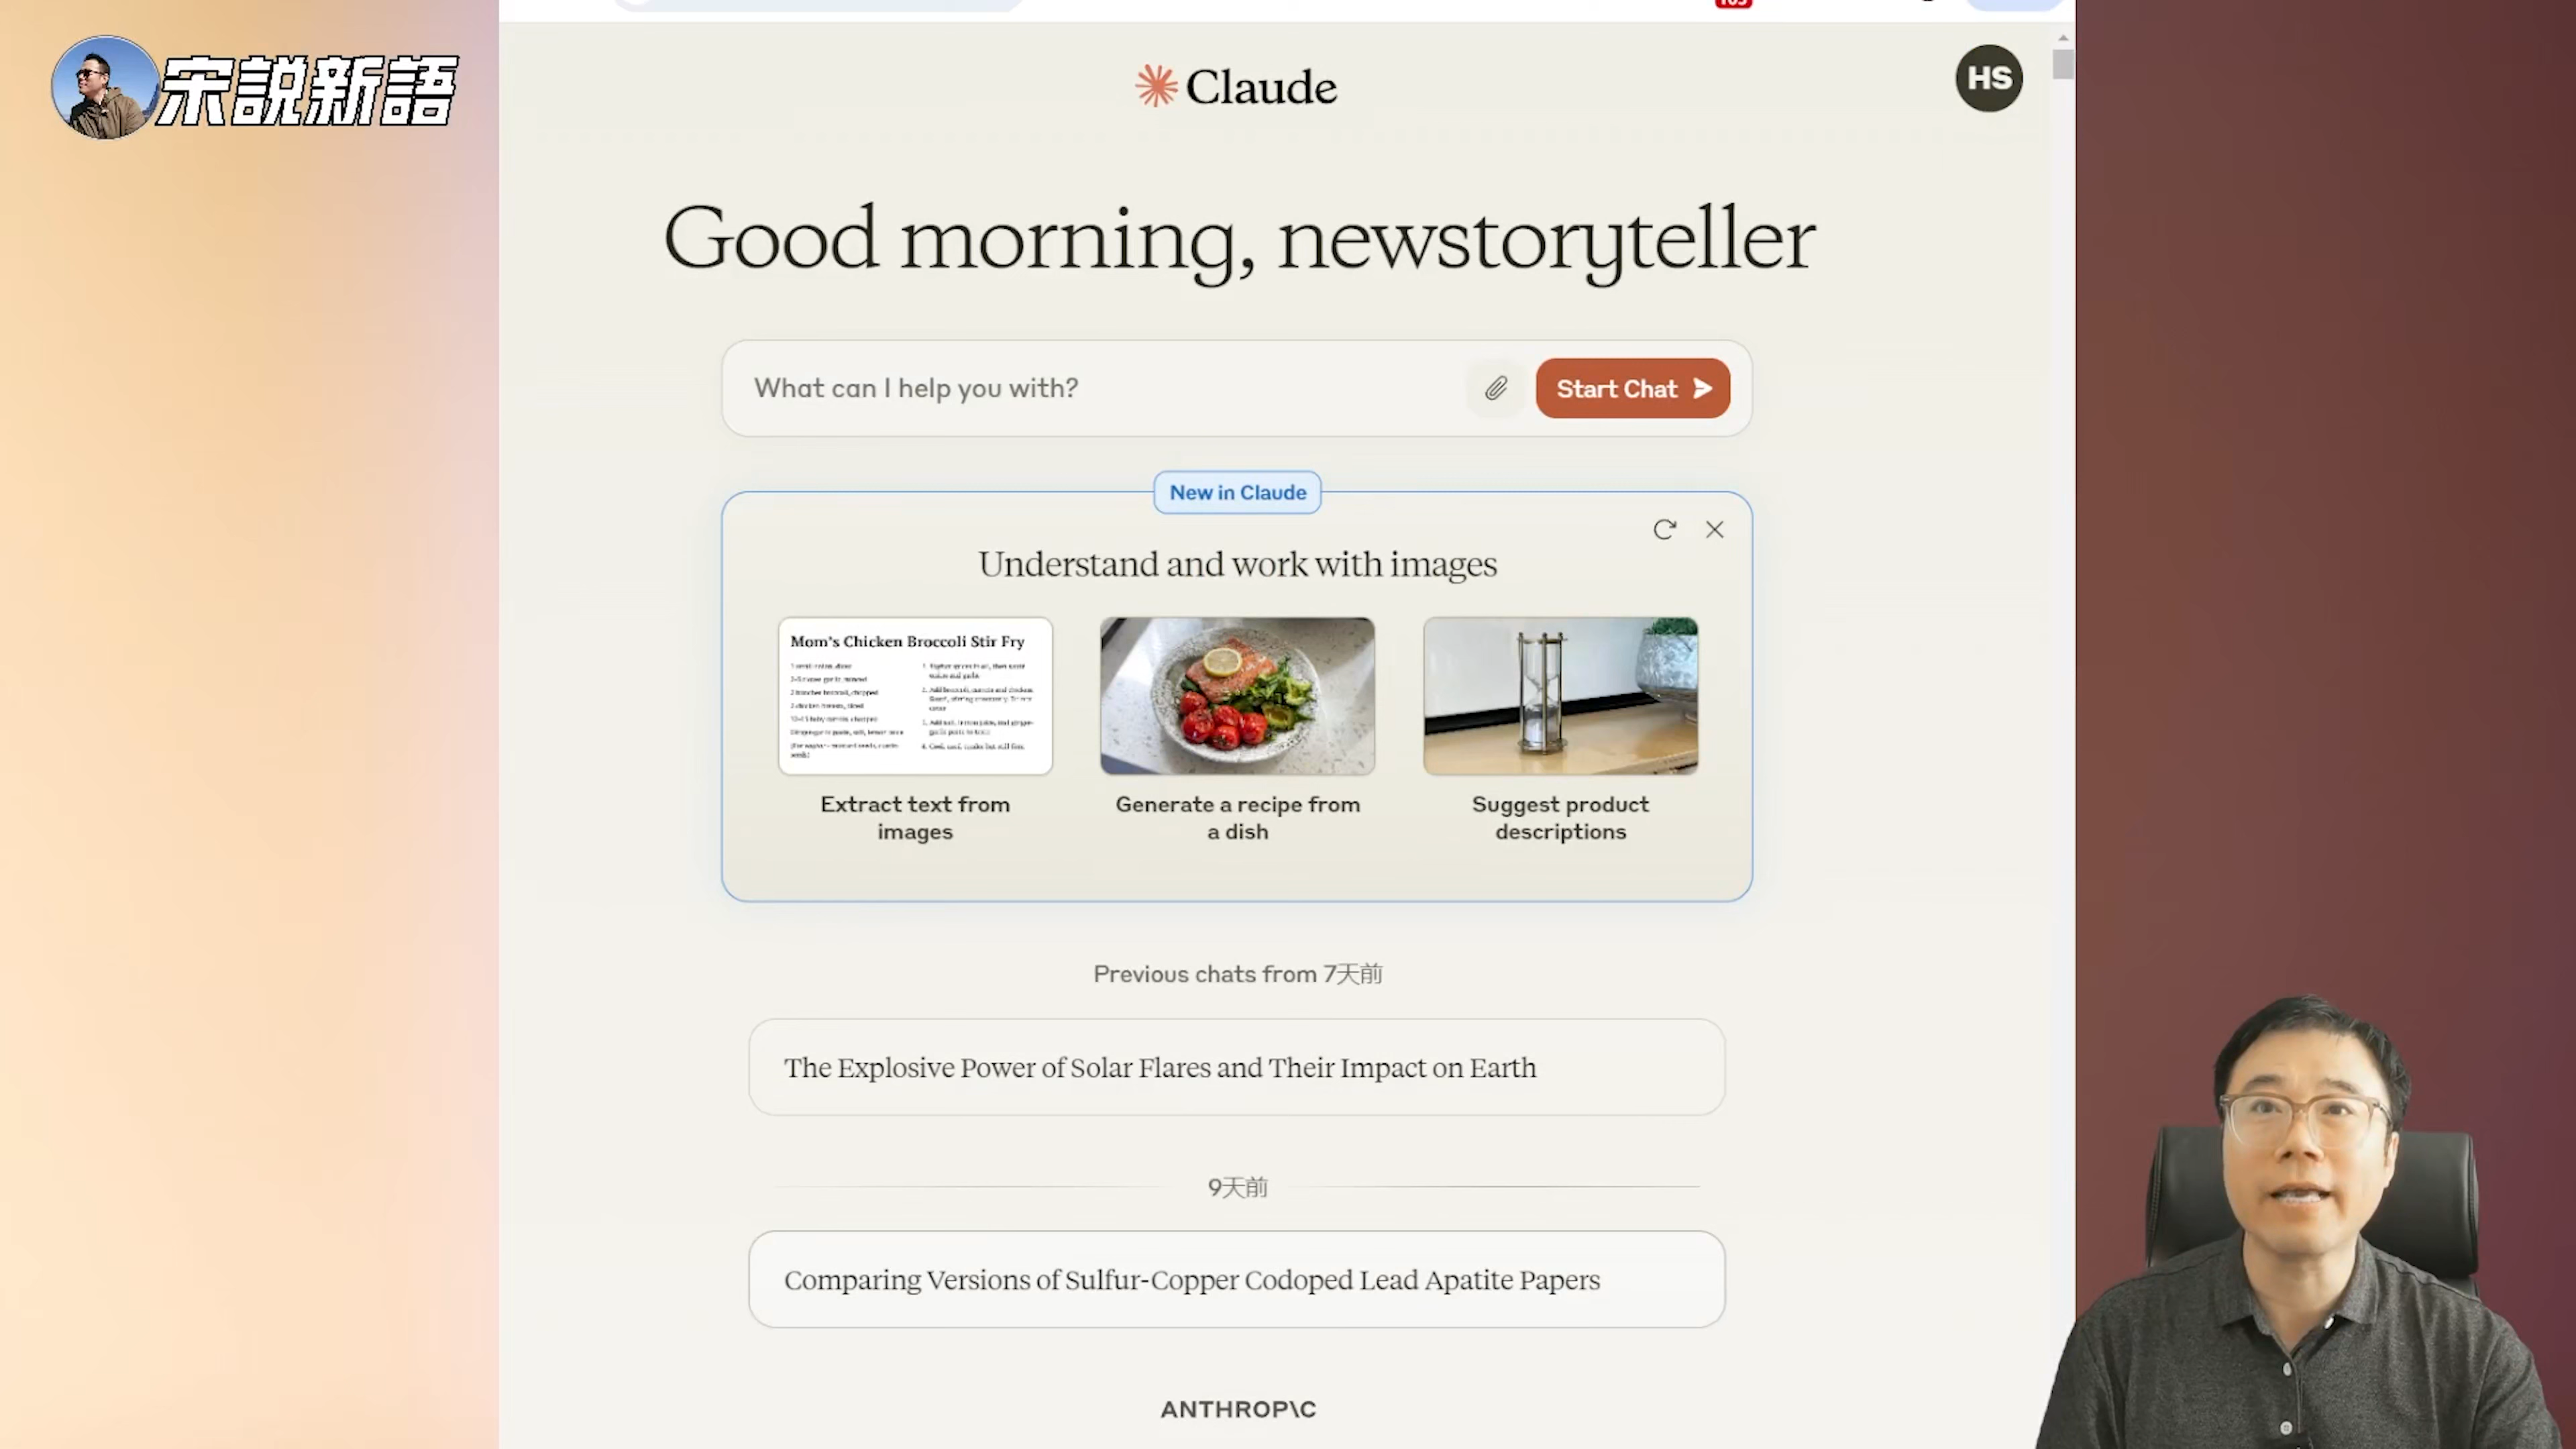 宋説新語
Claude
HS
Good morning, newstoryteller
What can I help you with?
Start Chat
New in Claude
Understand and work with images
Mom's Chicken Broccoli Stir Fry
Extract text from
images
Generate a recipe from
a dish
Suggest product
descriptions
Previous chats from 7天前
The Explosive Power of Solar Flares and Their Impact on Earth
9天前
Comparing Versions of Sulfur-Copper Codoped Lead Apatite Papers
ANTHROP\C